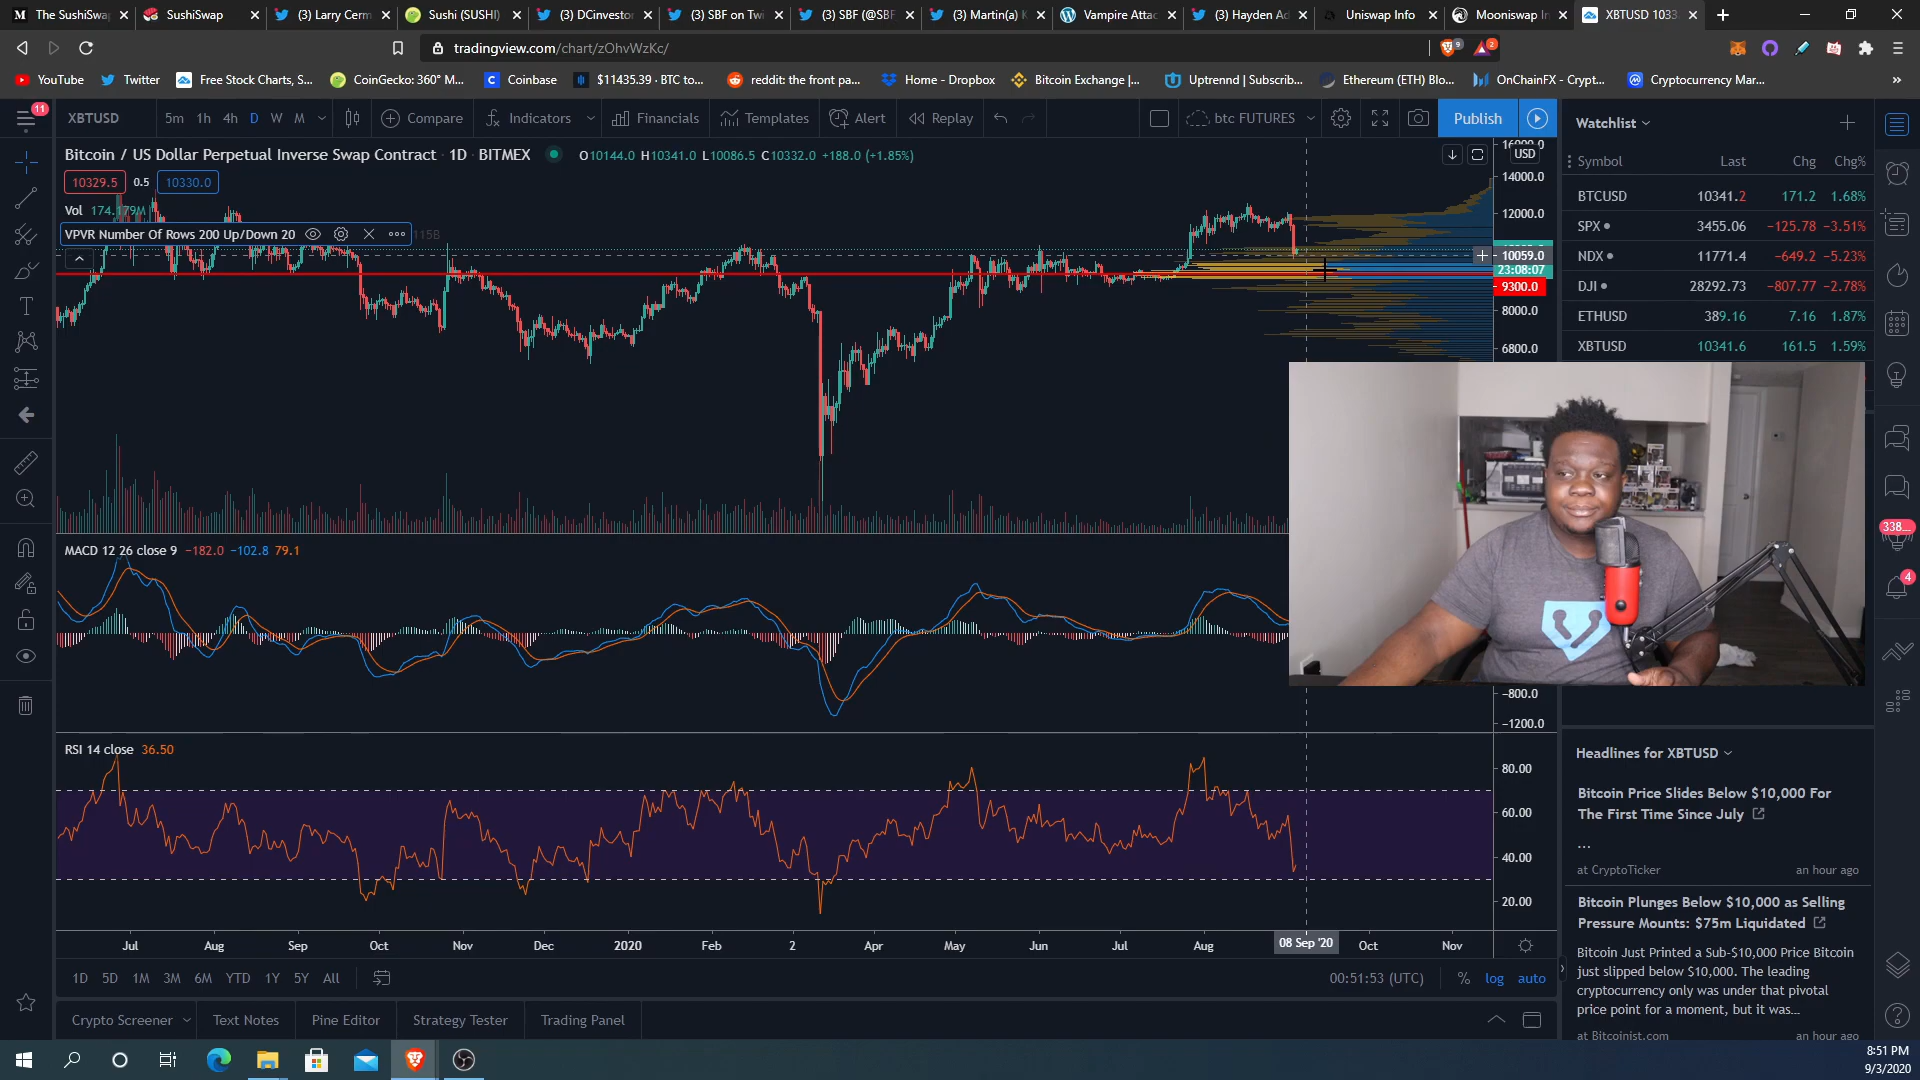 The SushiSwap
SushiSwap
(3) Larry Cerm
Sushi (SUSHI)
(3) DCinvestor
(3) SBF on Twi
(3) SBF (@SBF
(3) Martin(a) K
Vampire Attac
(3) Hayden Ad
Uniswap Info
Mooniswap In
XBTUSD 1033
tradingview.com/chart/zOhvWzKc/
9
2
YouTube
Twitter
Free Stock Charts, S...
CoinGecko: 360° M...
Coinbase
$11435.39 · BTC to...
reddit: the front pa...
Home - Dropbox
Bitcoin Exchange |...
Uptrennd | Subscrib...
Ethereum (ETH) Blo...
OnChainFX - Crypt...
Cryptocurrency Mar...
11
XBTUSD
5m 1h 4h D W M
Compare
Indicators
Financials
Templates
Alert
Replay
btc FUTURES
Publish
Bitcoin / US Dollar Perpetual Inverse Swap Contract · 1D · BITMEX
O10144.0 H10341.0 L10086.5 C10332.0 +188.0 (+1.85%)
10329.5 0.5 10330.0
Vol 174.179M
VPVR Number Of Rows 200 Up/Down 20
115B
16000.0
USD
14000.0
12000.0
10059.0
23:08:07
9300.0
8000.0
6800.0
MACD 12 26 close 9 −182.0 −102.8 79.1
−800.0
−1200.0
RSI 14 close 36.50
80.00
60.00
40.00
20.00
Jul Aug Sep Oct Nov Dec 2020 Feb 2 Apr May Jun Jul Aug 08 Sep '20 Oct Nov
1D 5D 1M 3M 6M YTD 1Y 5Y All
00:51:53 (UTC) % log auto
Crypto Screener
Text Notes
Pine Editor
Strategy Tester
Trading Panel
Watchlist
Symbol Last Chg Chg%
BTCUSD 10341.2 171.2 1.68%
SPX 3455.06 −125.78 −3.51%
NDX 11771.4 −649.2 −5.23%
DJI 28292.73 −807.77 −2.78%
ETHUSD 389.16 7.16 1.87%
XBTUSD 10341.6 161.5 1.59%
338...
4
Headlines for XBTUSD
Bitcoin Price Slides Below $10,000 For
The First Time Since July
...
at CryptoTicker an hour ago
Bitcoin Plunges Below $10,000 as Selling
Pressure Mounts: $75m Liquidated
Bitcoin Just Printed a Sub-$10,000 Price Bitcoin
just slipped below $10,000. The leading
cryptocurrency only was under that pivotal
price point for a moment, but it was...
at Bitcoinist.com an hour ago
8:51 PM
9/3/2020